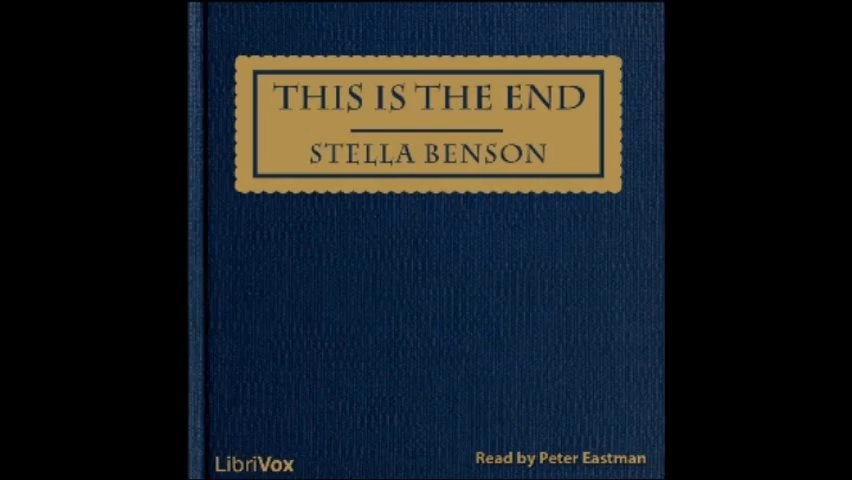 THIS IS THE END
STELLA BENSON
LibriVox
Read by Peter Eastman